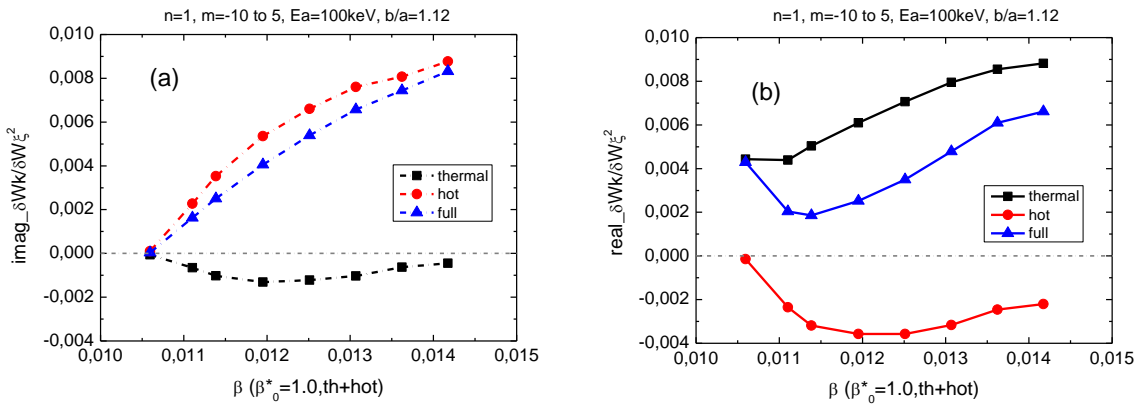 n=1, m=-10 to 5, Ea=100keV, b/a=1.12
(a)
imag_δWk/δWξ²
0,010
0,008
0,006
0,004
0,002
0,000
-0,002
-0,004
thermal
hot
full
0,010 0,011 0,012 0,013 0,014 0,015
β (β*₀=1.0,th+hot)
n=1, m=-10 to 5, Ea=100keV, b/a=1.12
(b)
real_δWk/δWξ²
0,010
0,008
0,006
0,004
0,002
0,000
-0,002
-0,004
thermal
hot
full
0,010 0,011 0,012 0,013 0,014 0,015
β (β*₀=1.0,th+hot)